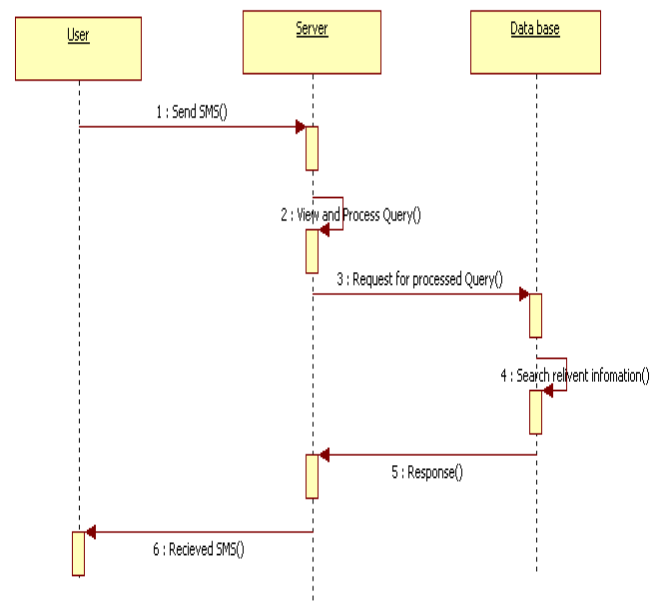 User
Server
Data base
1 : Send SMS()
2 : View and Process Query()
3 : Request for processed Query()
4 : Search relivent infomation()
5 : Response()
6 : Recieved SMS()